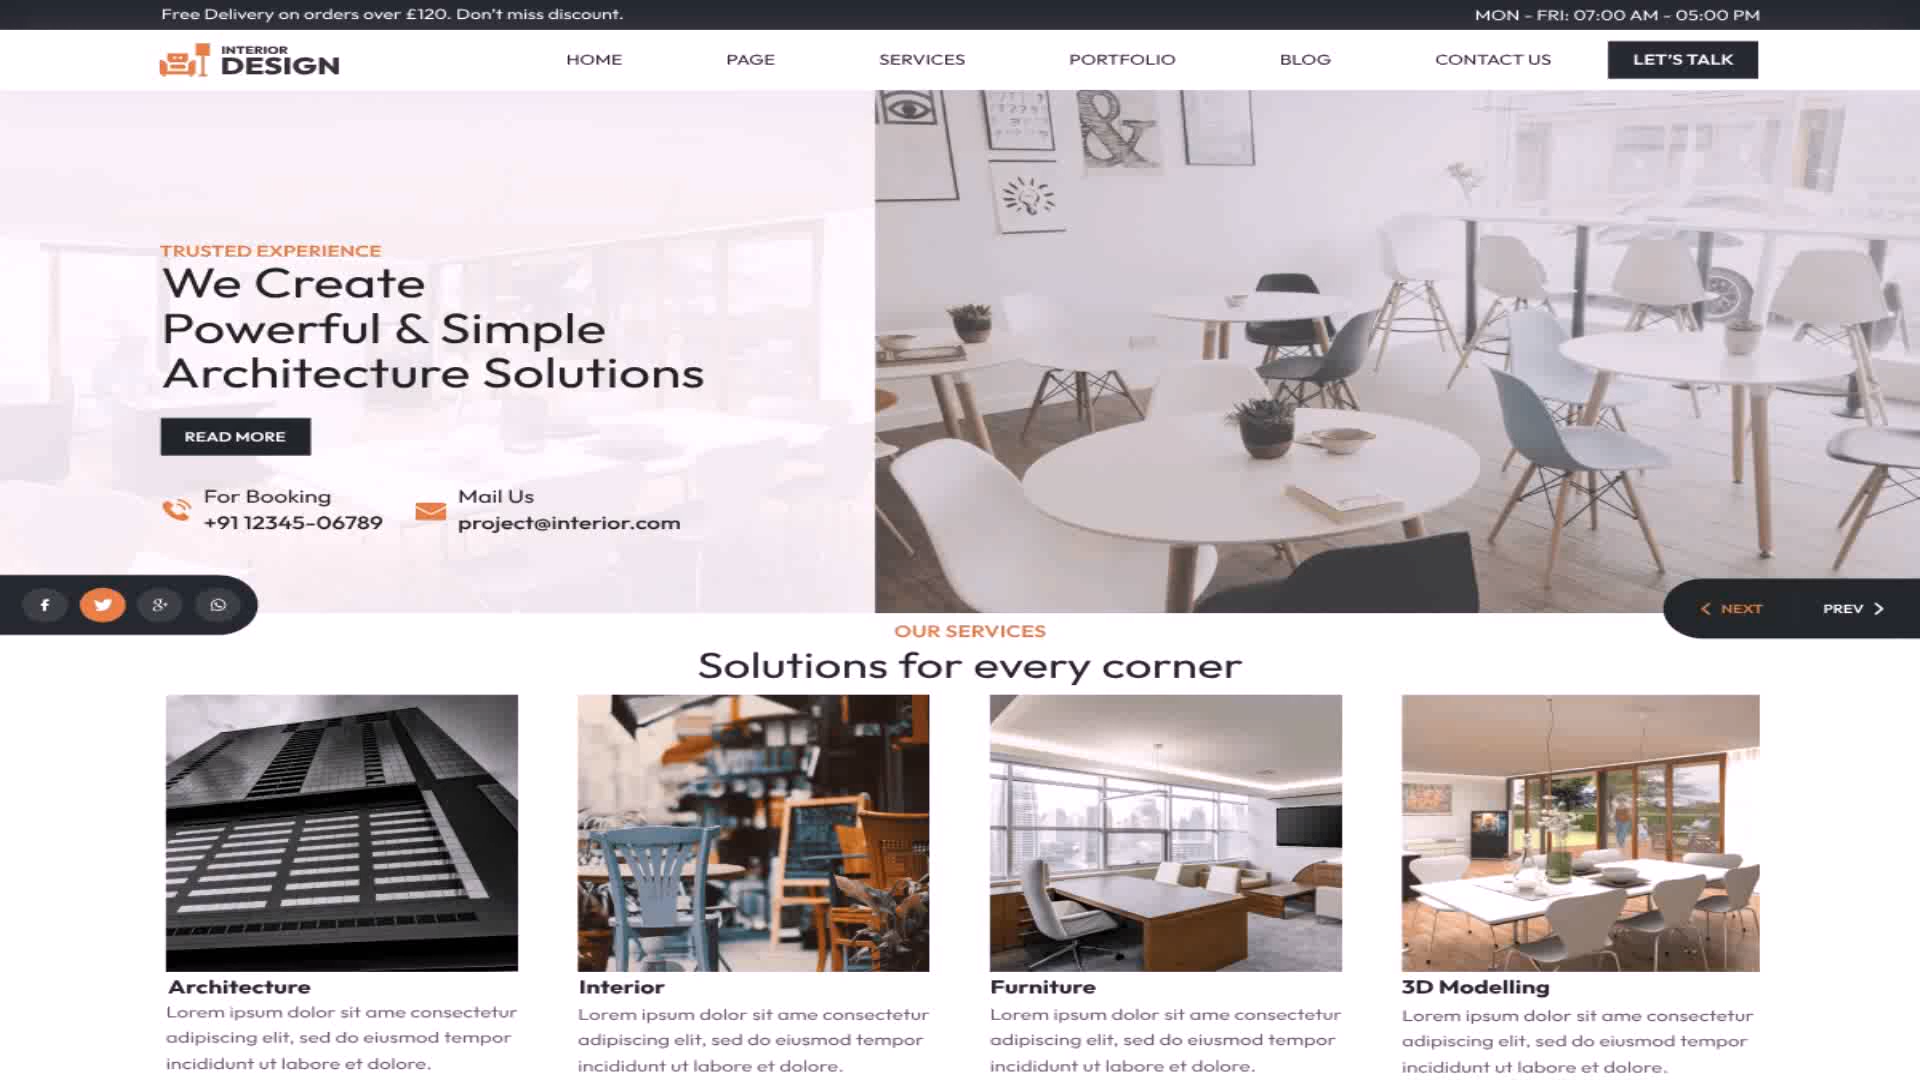 Free Delivery on orders over £120. Don't miss discount.
MON - FRI: 07:00 AM - 05:00 PM
INTERIOR
DESIGN
HOME
PAGE
SERVICES
PORTFOLIO
BLOG
CONTACT US
LET'S TALK
TRUSTED EXPERIENCE
We Create
Powerful & Simple
Architecture Solutions
READ MORE
For Booking
+91 12345-06789
Mail Us
project@interior.com
NEXT
PREV
OUR SERVICES
Solutions for every corner
Architecture
Lorem ipsum dolor sit ame consectetur
adipiscing elit, sed do eiusmod tempor
incididunt ut labore et dolore.
Interior
Lorem ipsum dolor sit ame consectetur
adipiscing elit, sed do eiusmod tempor
incididunt ut labore et dolore.
Furniture
Lorem ipsum dolor sit ame consectetur
adipiscing elit, sed do eiusmod tempor
incididunt ut labore et dolore.
3D Modelling
Lorem ipsum dolor sit ame consectetur
adipiscing elit, sed do eiusmod tempor
incididunt ut labore et dolore.